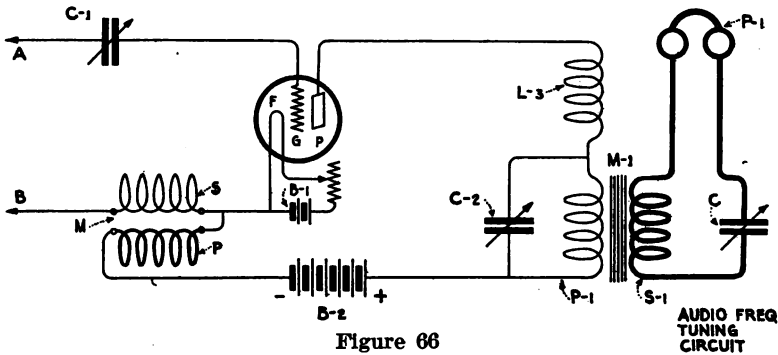 C-1
A
F
G
P
L-3
P-1
M-1
B
S
M
P
B-1
C-2
C
-
+
B-2
P-1
S-1
AUDIO FREQ.
TUNING
CIRCUIT
Figure 66